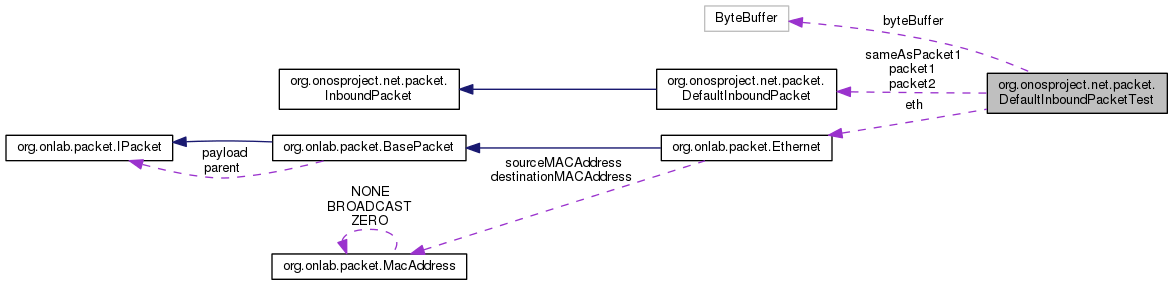 ByteBuffer
byteBuffer
sameAsPacket1
packet1
packet2
org.onosproject.net.packet.
InboundPacket
org.onosproject.net.packet.
DefaultInboundPacket
org.onosproject.net.packet.
DefaultInboundPacketTest
eth
org.onlab.packet.IPacket
payload
parent
org.onlab.packet.BasePacket
sourceMACAddress
destinationMACAddress
org.onlab.packet.Ethernet
NONE
BROADCAST
ZERO
org.onlab.packet.MacAddress